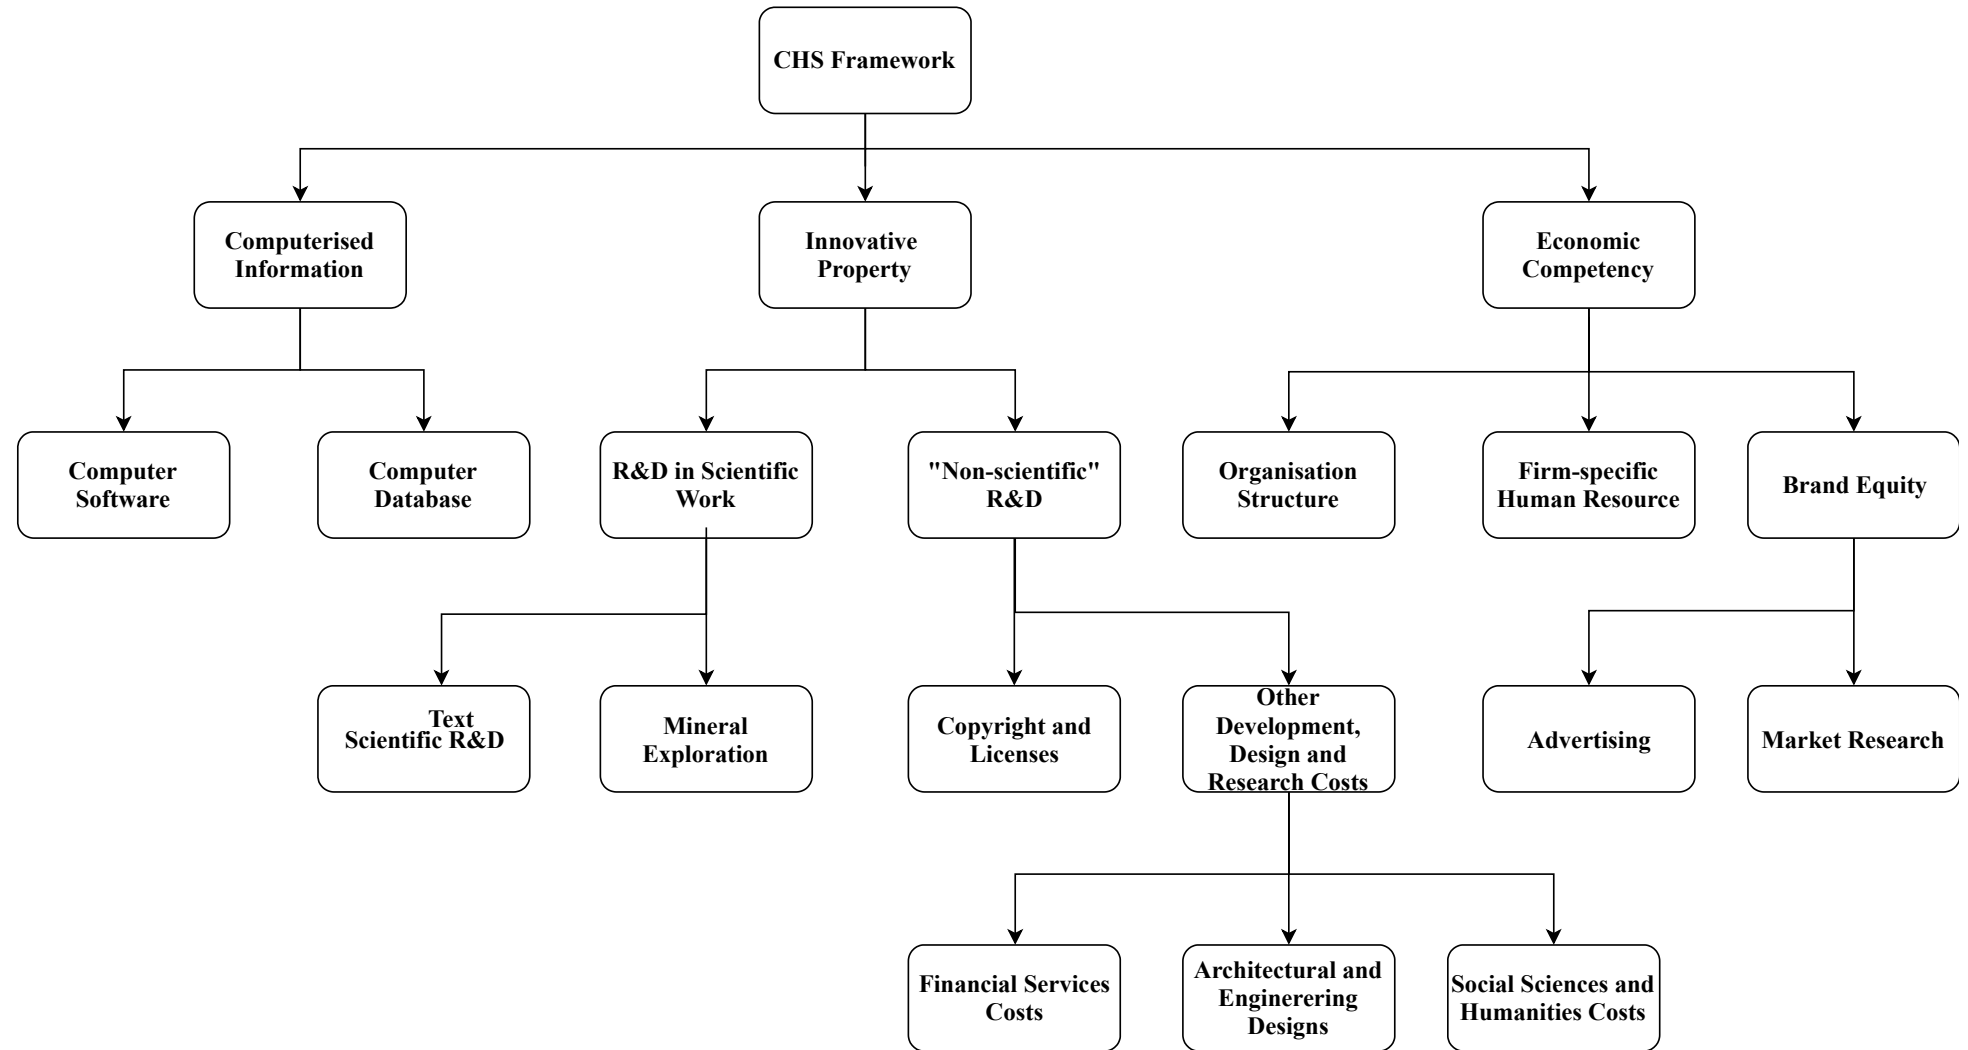 CHS Framework
Computerised
Information
Innovative
Property
Economic
Competency
Computer
Software
Computer
Database
R&D in Scientific
Work
"Non-scientific"
R&D
Organisation
Structure
Firm-specific
Human Resource
Brand Equity
Text
Scientific R&D
Mineral
Exploration
Copyright and
Licenses
Other
Development,
Design and
Research Costs
Advertising
Market Research
Financial Services
Costs
Architectural and
Enginerering
Designs
Social Sciences and
Humanities Costs